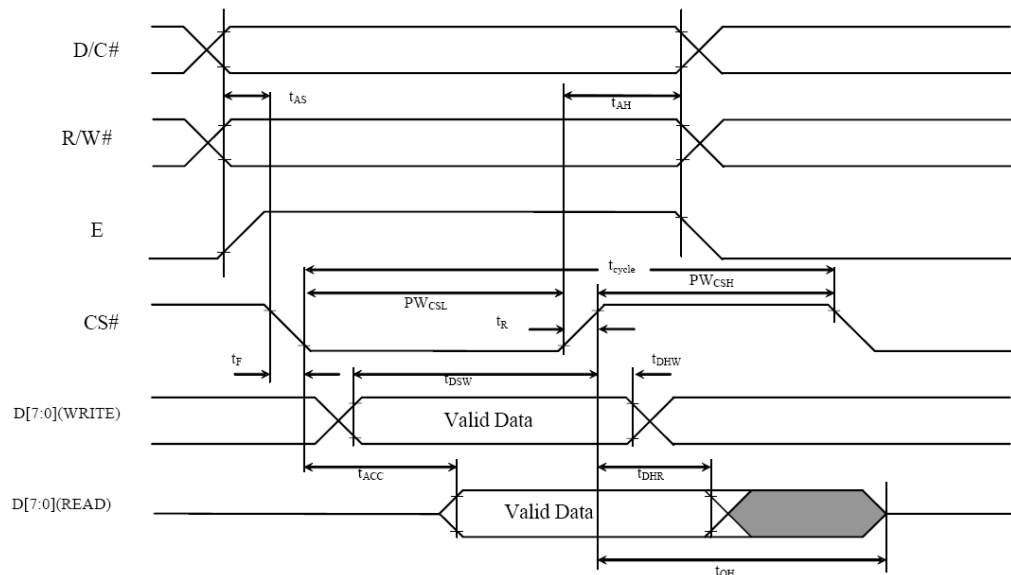 D/C#
tAS
tAH
R/W#
E
tcycle
PWCSL
PWCSH
CS#
tR
tF
tDSW
tDHW
D[7:0](WRITE)
Valid Data
tACC
tDHR
D[7:0](READ)
Valid Data
tOH